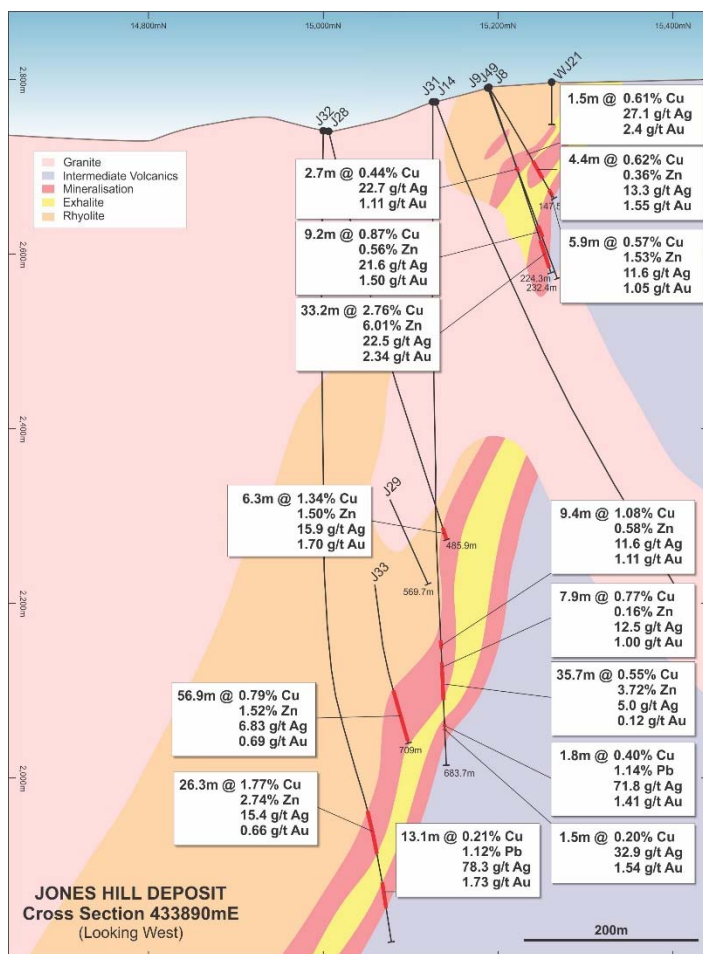 14,800mN
15,000mN
15,200mN
15,400mN
2,800m
2,600m
2,400m
2,200m
2,000m
J32
J28
J31
J14
J9
J49
J8
WJ21
Granite
Intermediate Volcanics
Mineralisation
Exhalite
Rhyolite
1.5m @ 0.61% Cu
27.1 g/t Ag
2.4 g/t Au
2.7m @ 0.44% Cu
22.7 g/t Ag
1.11 g/t Au
4.4m @ 0.62% Cu
0.36% Zn
13.3 g/t Ag
1.55 g/t Au
9.2m @ 0.87% Cu
0.56% Zn
21.6 g/t Ag
1.50 g/t Au
5.9m @ 0.57% Cu
1.53% Zn
11.6 g/t Ag
1.05 g/t Au
224.3m
232.4m
33.2m @ 2.76% Cu
6.01% Zn
22.5 g/t Ag
2.34 g/t Au
6.3m @ 1.34% Cu
1.50% Zn
15.9 g/t Ag
1.70 g/t Au
J29
485.9m
569.7m
J33
9.4m @ 1.08% Cu
0.58% Zn
11.6 g/t Ag
1.11 g/t Au
7.9m @ 0.77% Cu
0.16% Zn
12.5 g/t Ag
1.00 g/t Au
56.9m @ 0.79% Cu
1.52% Zn
6.83 g/t Ag
0.69 g/t Au
709m
683.7m
35.7m @ 0.55% Cu
3.72% Zn
5.0 g/t Ag
0.12 g/t Au
26.3m @ 1.77% Cu
2.74% Zn
15.4 g/t Ag
0.66 g/t Au
1.8m @ 0.40% Cu
1.14% Pb
71.8 g/t Ag
1.41 g/t Au
13.1m @ 0.21% Cu
1.12% Pb
78.3 g/t Ag
1.73 g/t Au
1.5m @ 0.20% Cu
32.9 g/t Ag
1.54 g/t Au
JONES HILL DEPOSIT
Cross Section 433890mE
(Looking West)
200m